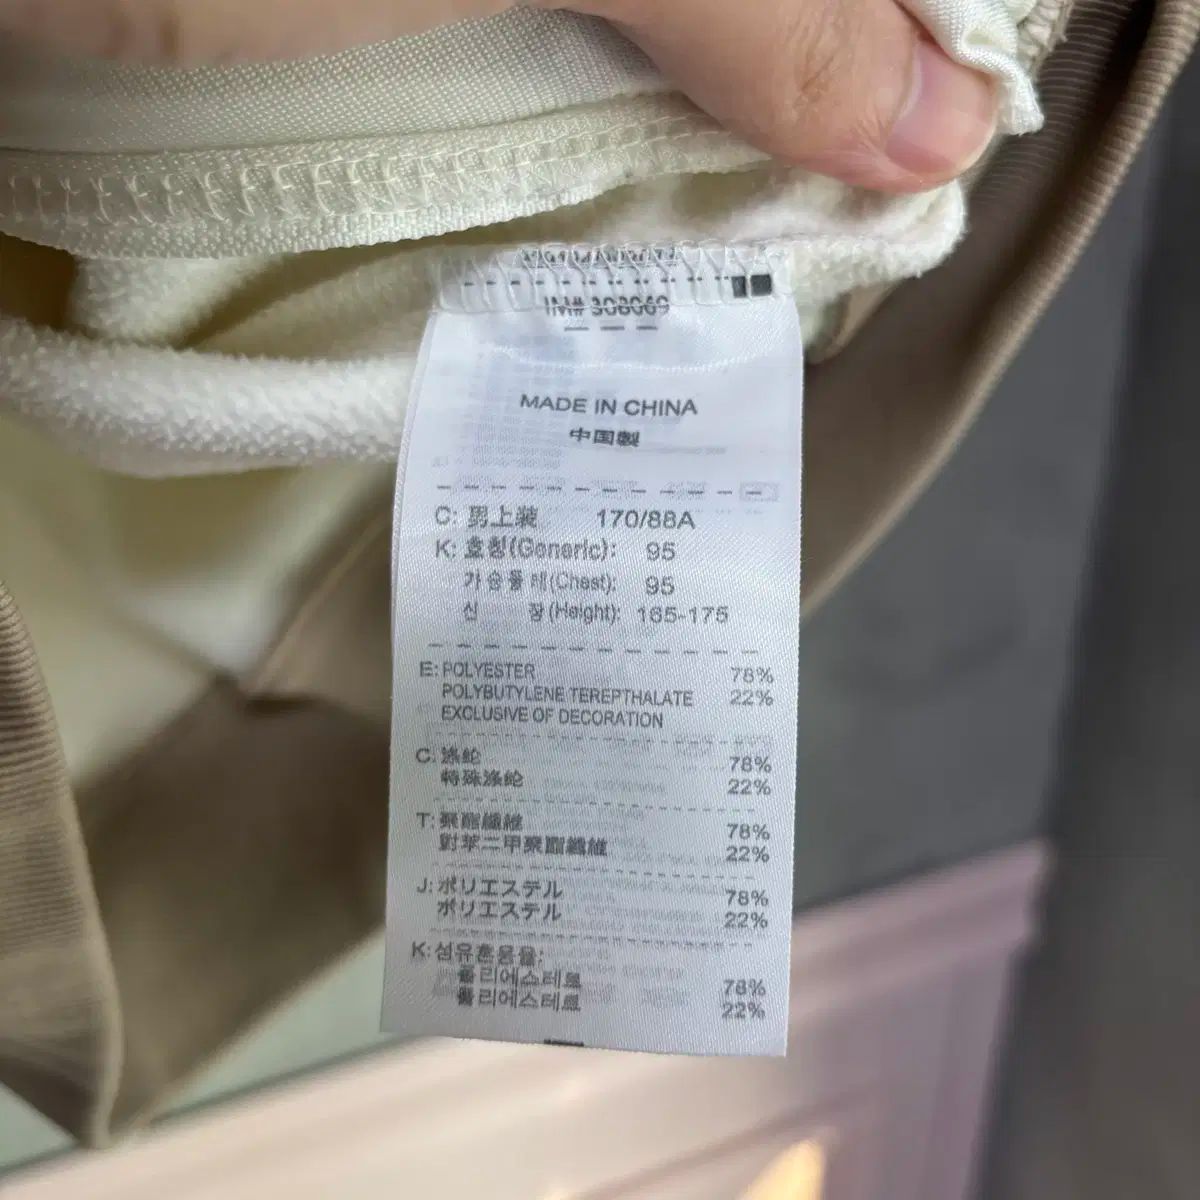 IM# 308069
MADE IN CHINA
中国製
C: 男上装 170/88A
K: 호칭(Generic): 95
가슴둘레(Chest): 95
신 장(Height): 165-175
E: POLYESTER 78%
POLYBUTYLENE TEREPTHALATE 22%
EXCLUSIVE OF DECORATION
C: 涤纶 78%
特殊涤纶 22%
T: 聚酯纖維 78%
對苯二甲聚酯纖維 22%
J: ポリエステル 78%
ポリエステル 22%
K: 섬유혼용율:
폴리에스테르 78%
폴리에스테르 22%